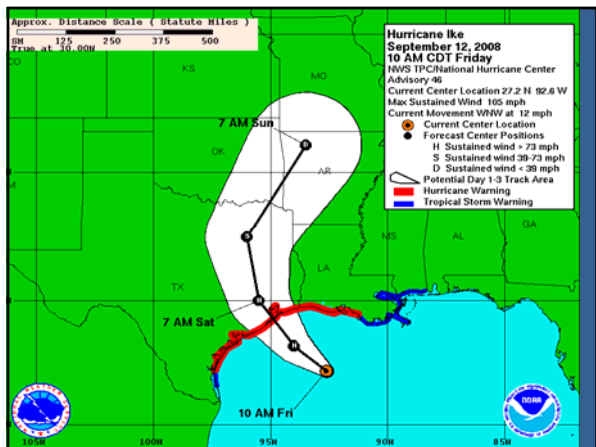 Approx. Distance Scale ( Statute Miles )
SM 125 250 375 500
True at 30.00N
Hurricane Ike
September 12, 2008
10 AM CDT Friday
NWS TPC/National Hurricane Center
Advisory 46
Current Center Location 27.2 N 92.6 W
Max Sustained Wind 105 mph
Current Movement WNW at 12 mph
Current Center Location
Forecast Center Positions
H Sustained wind > 73 mph
S Sustained wind 39-73 mph
D Sustained wind < 39 mph
Potential Day 1-3 Track Area
Hurricane Warning
Tropical Storm Warning
CO
KS
MO
7 AM Sun
D
OK
AR
NM
S
MS
AL
GA
TX
LA
H
7 AM Sat
H
10 AM Fri
NOAA
105W
100W
95W
90W
85W